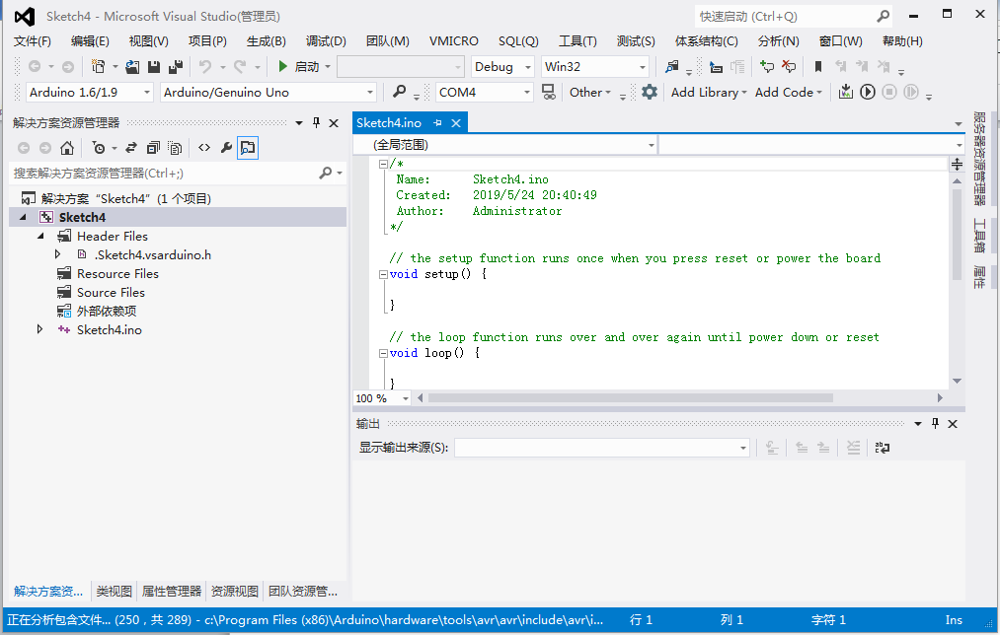 Sketch4 - Microsoft Visual Studio(管理员)
快速启动 (Ctrl+Q)
文件(F) 编辑(E) 视图(V) 项目(P) 生成(B) 调试(D) 团队(M) VMICRO SQL(Q) 工具(T) 测试(S) 体系结构(C) 分析(N) 窗口(W) 帮助(H)
启动 Debug Win32
Arduino 1.6/1.9 Arduino/Genuino Uno COM4 Other Add Library Add Code
解决方案资源管理器
搜索解决方案资源管理器(Ctrl+;)
解决方案 "Sketch4" (1 个项目)
Sketch4
Header Files
.Sketch4.vsarduino.h
Resource Files
Source Files
外部依赖项
Sketch4.ino
解决方案资... 类视图 属性管理器 资源视图 团队资源管...
Sketch4.ino
(全局范围)
/*
Name: Sketch4.ino
Created: 2019/5/24 20:40:49
Author: Administrator
*/
// the setup function runs once when you press reset or power the board
void setup() {
}
// the loop function runs over and over again until power down or reset
void loop() {
}
100 %
输出
显示输出来源(S):
服务器资源管理器
工具箱
属性
正在分析包含文件... (250 , 共 289) - c:\Program Files (x86)\Arduino\hardware\tools\avr\avr\include\avr\i... 行 1 列 1 字符 1 Ins